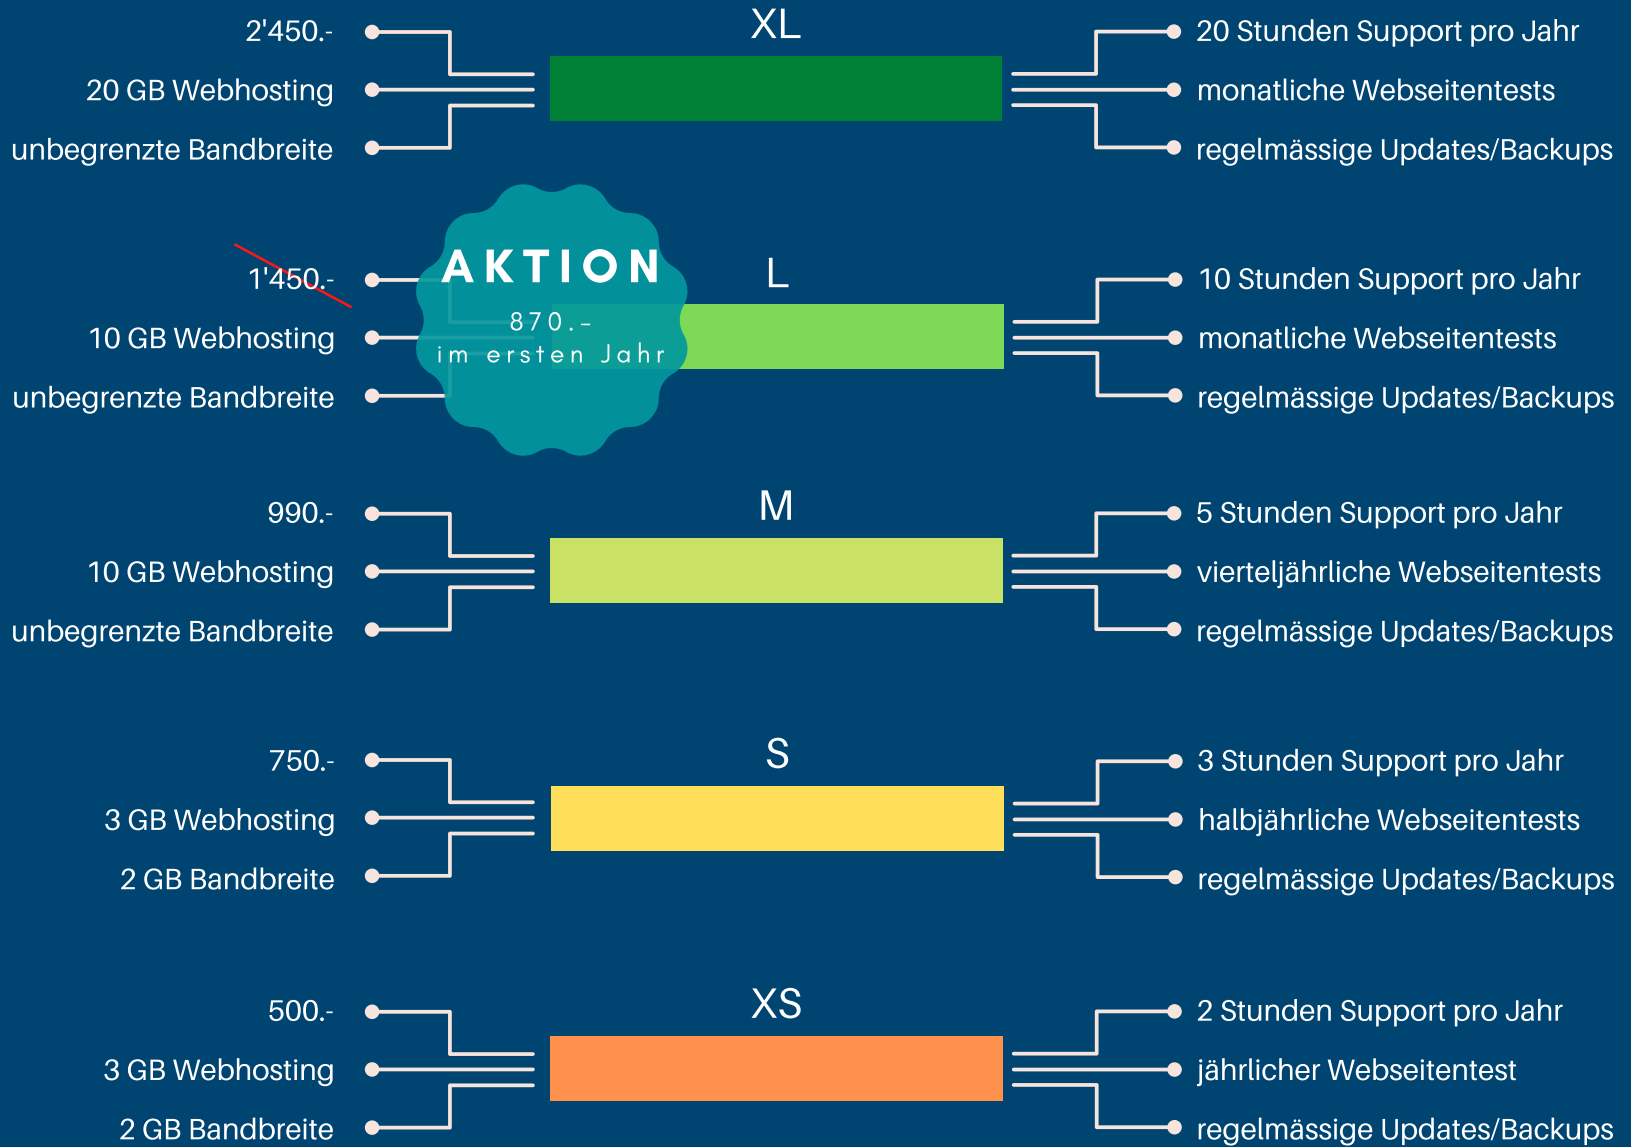 XL
2'450.-
20 GB Webhosting
unbegrenzte Bandbreite
20 Stunden Support pro Jahr
monatliche Webseitentests
regelmässige Updates/Backups
L
1'450.-
10 GB Webhosting
unbegrenzte Bandbreite
AKTION
870.-
im ersten Jahr
10 Stunden Support pro Jahr
monatliche Webseitentests
regelmässige Updates/Backups
M
990.-
10 GB Webhosting
unbegrenzte Bandbreite
5 Stunden Support pro Jahr
vierteljährliche Webseitentests
regelmässige Updates/Backups
S
750.-
3 GB Webhosting
2 GB Bandbreite
3 Stunden Support pro Jahr
halbjährliche Webseitentests
regelmässige Updates/Backups
XS
500.-
3 GB Webhosting
2 GB Bandbreite
2 Stunden Support pro Jahr
jährlicher Webseitentest
regelmässige Updates/Backups